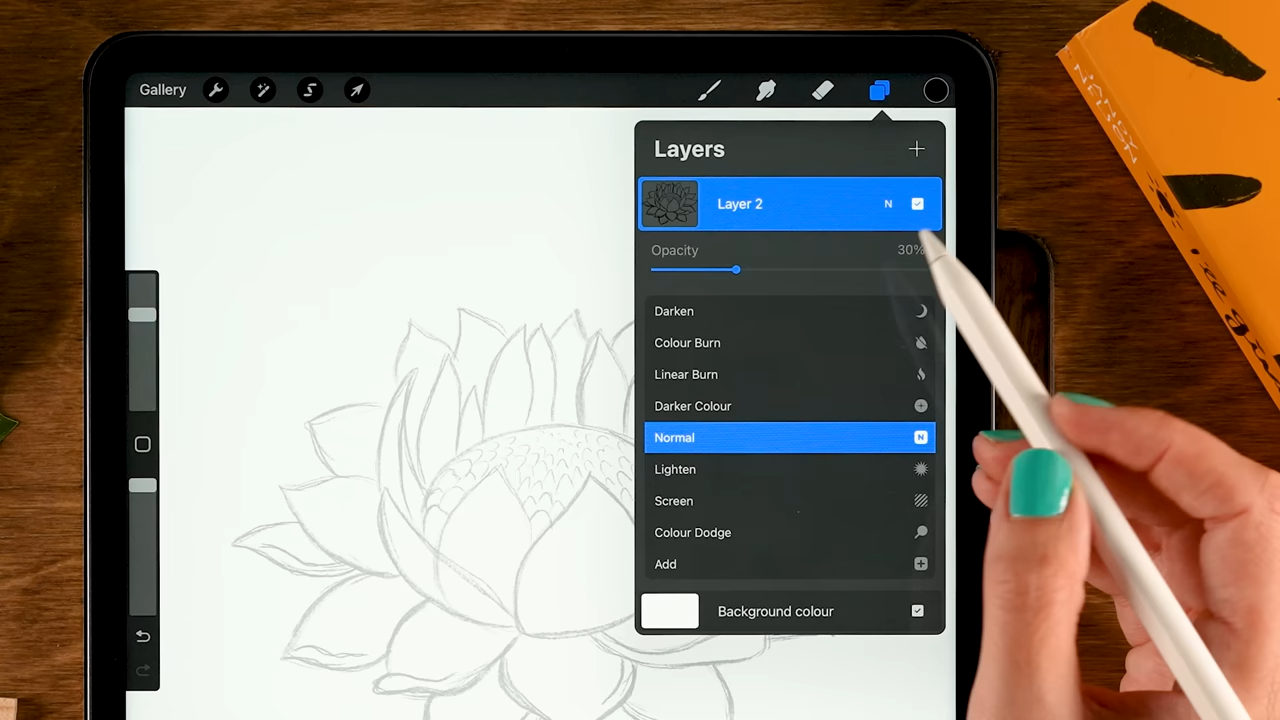 Gallery
Layers
Layer 2 N
Opacity 30%
Darken
Colour Burn
Linear Burn
Darker Colour
Normal N
Lighten
Screen
Colour Dodge
Add
Background colour